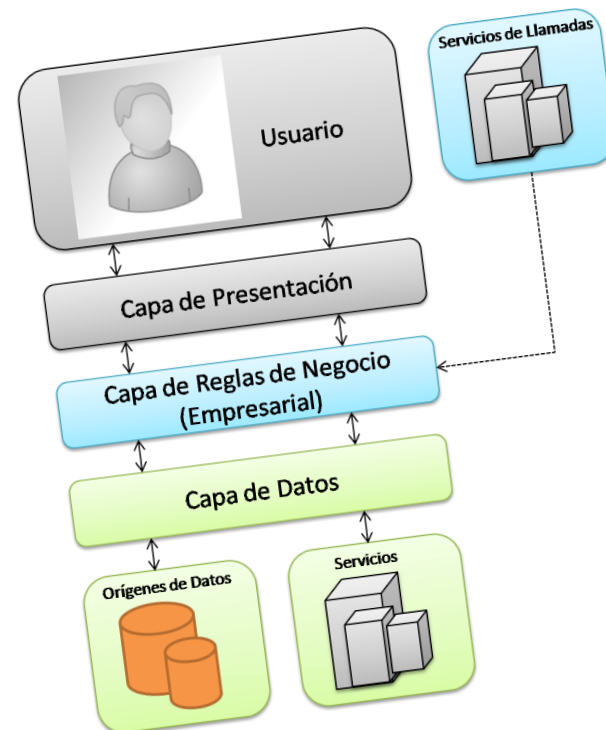 Servicios de Llamadas
Usuario
Capa de Presentación
Capa de Reglas de Negocio
(Empresarial)
Capa de Datos
Orígenes de Datos
Servicios